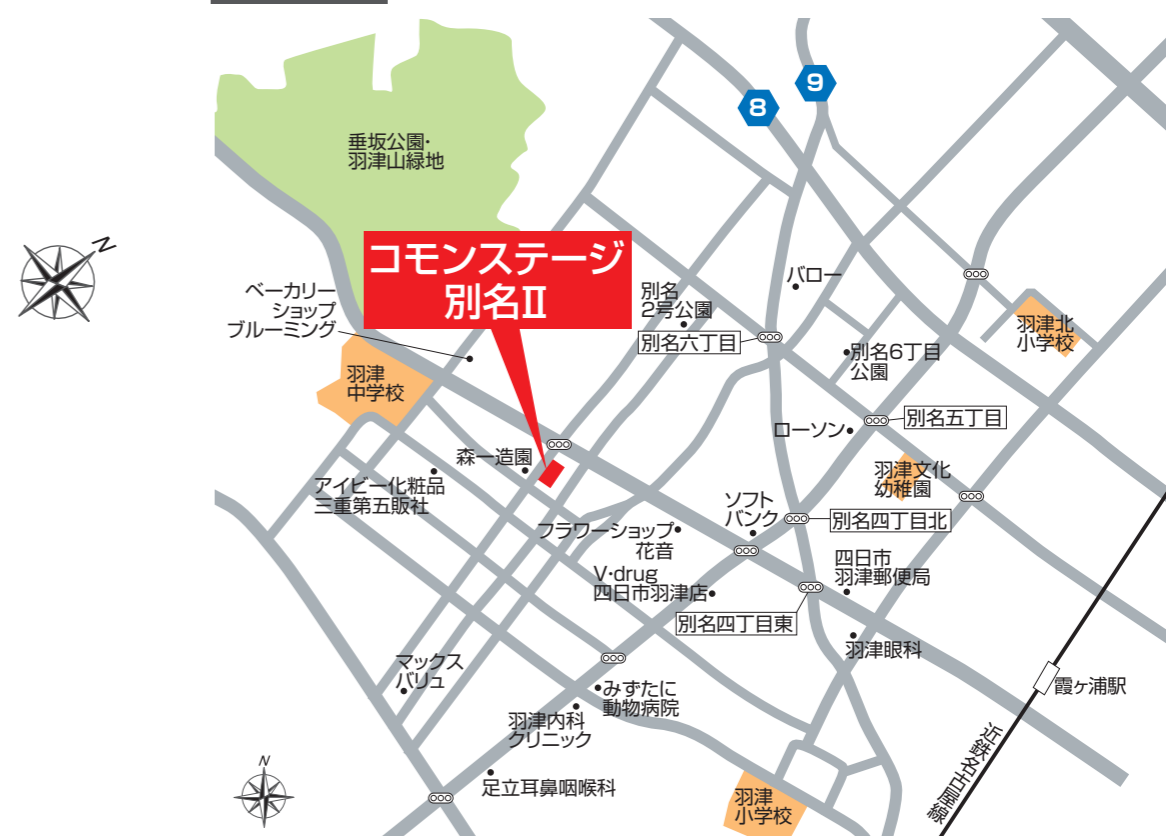 8
9
垂坂公園・
羽津山緑地
N
コモンステージ
別名Ⅱ
ベーカリー
ショップ
ブルーミング
別名
2号公園
バロー
別名六丁目
別名6丁目
公園
羽津北
小学校
羽津
中学校
ローソン
別名五丁目
森一造園
羽津文化
幼稚園
アイビー化粧品
三重第五販社
ソフト
バンク
別名四丁目北
フラワーショップ
花音
四日市
羽津郵便局
V・drug
四日市羽津店
別名四丁目東
羽津眼科
マックス
バリュ
みずたに
動物病院
霞ヶ浦駅
羽津内科
クリニック
近鉄名古屋線
N
足立耳鼻咽喉科
羽津
小学校